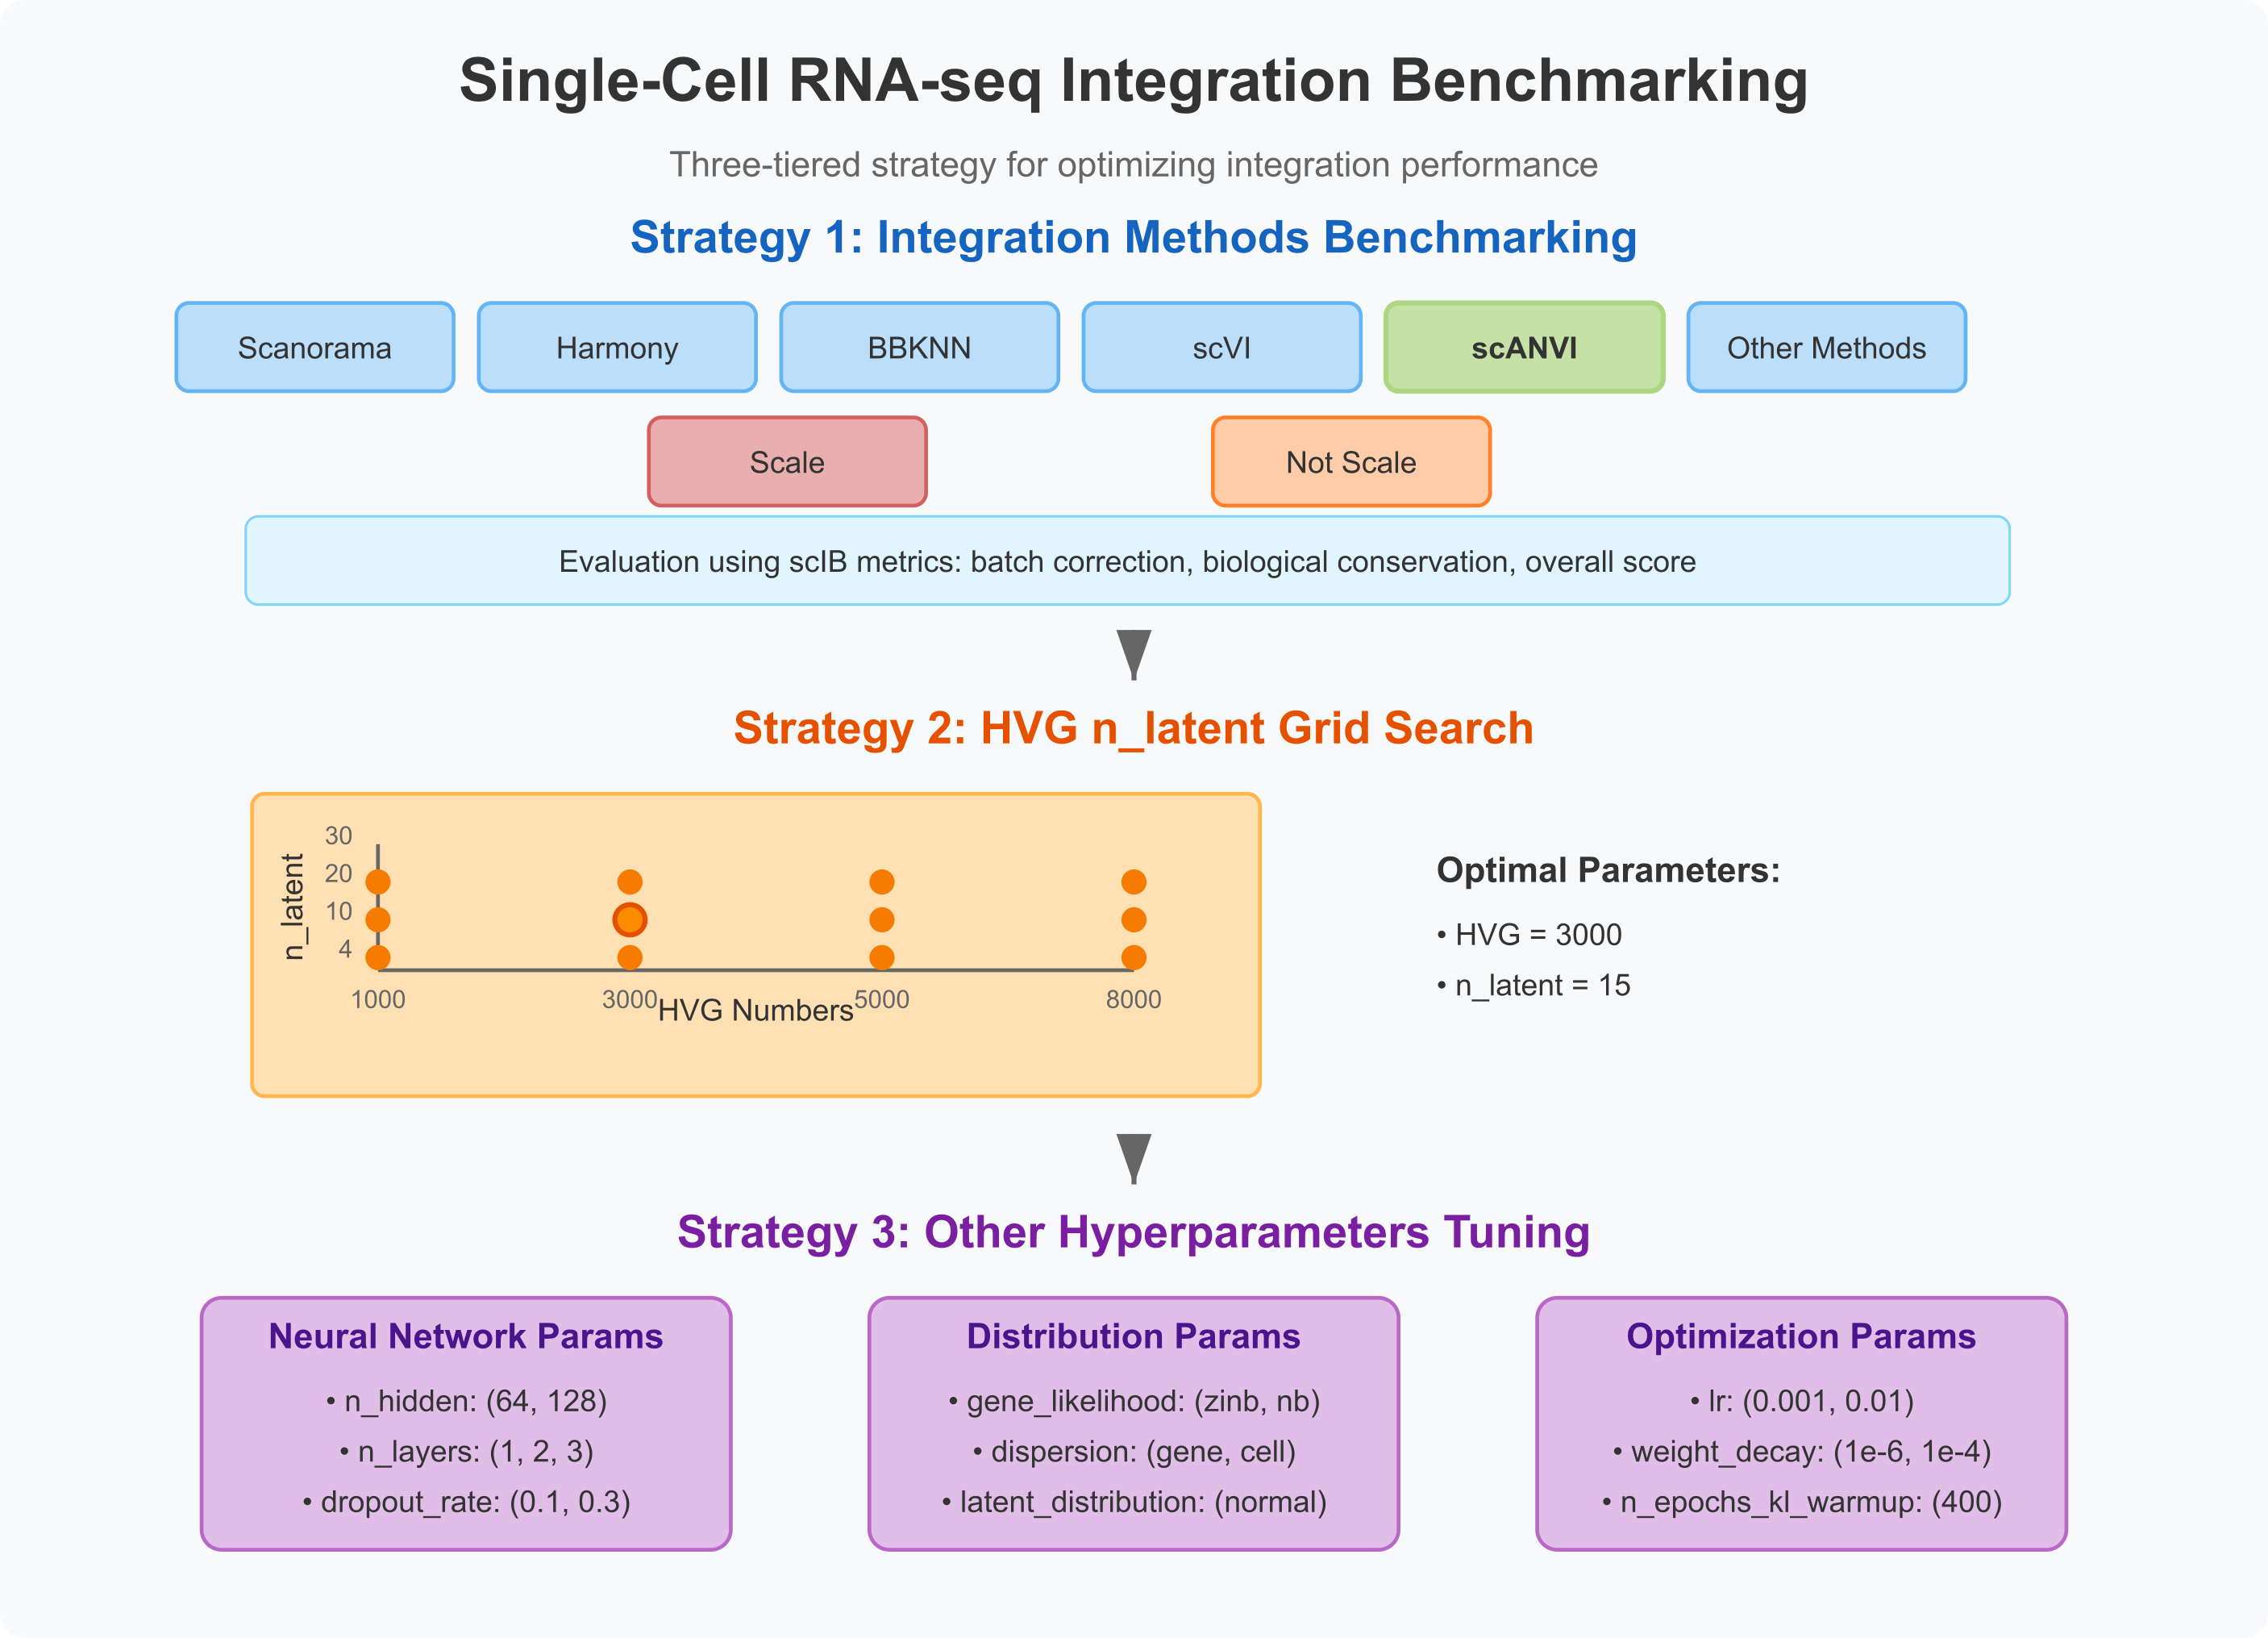 Single-Cell RNA-seq Integration Benchmarking
Three-tiered strategy for optimizing integration performance
Strategy 1: Integration Methods Benchmarking
Scanorama
Harmony
BBKNN
scVI
scANVI
Other Methods
Scale
Not Scale
Evaluation using scIB metrics: batch correction, biological conservation, overall score
Strategy 2: HVG n_latent Grid Search
n_latent
30
20
10
4
1000
3000
5000
8000
HVG Numbers
Optimal Parameters:
• HVG = 3000
• n_latent = 15
Strategy 3: Other Hyperparameters Tuning
Neural Network Params
• n_hidden: (64, 128)
• n_layers: (1, 2, 3)
• dropout_rate: (0.1, 0.3)
Distribution Params
• gene_likelihood: (zinb, nb)
• dispersion: (gene, cell)
• latent_distribution: (normal)
Optimization Params
• lr: (0.001, 0.01)
• weight_decay: (1e-6, 1e-4)
• n_epochs_kl_warmup: (400)